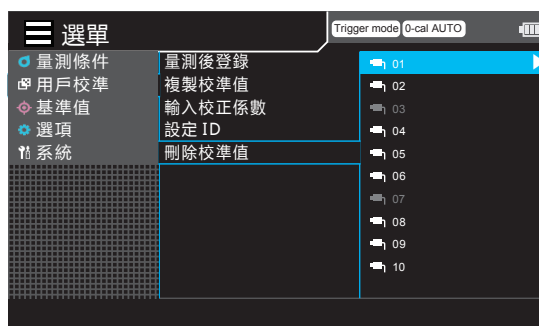 選單
Trigger mode 0-cal AUTO
量測條件
用戶校準
基準值
選項
系統
量測後登錄
複製校準值
輸入校正係數
設定 ID
刪除校準值
01
02
03
04
05
06
07
08
09
10